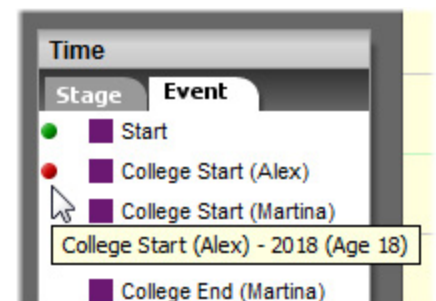 Time
Stage Event
Start
College Start (Alex)
College Start (Martina)
College Start (Alex) - 2018 (Age 18)
College End (Martina)